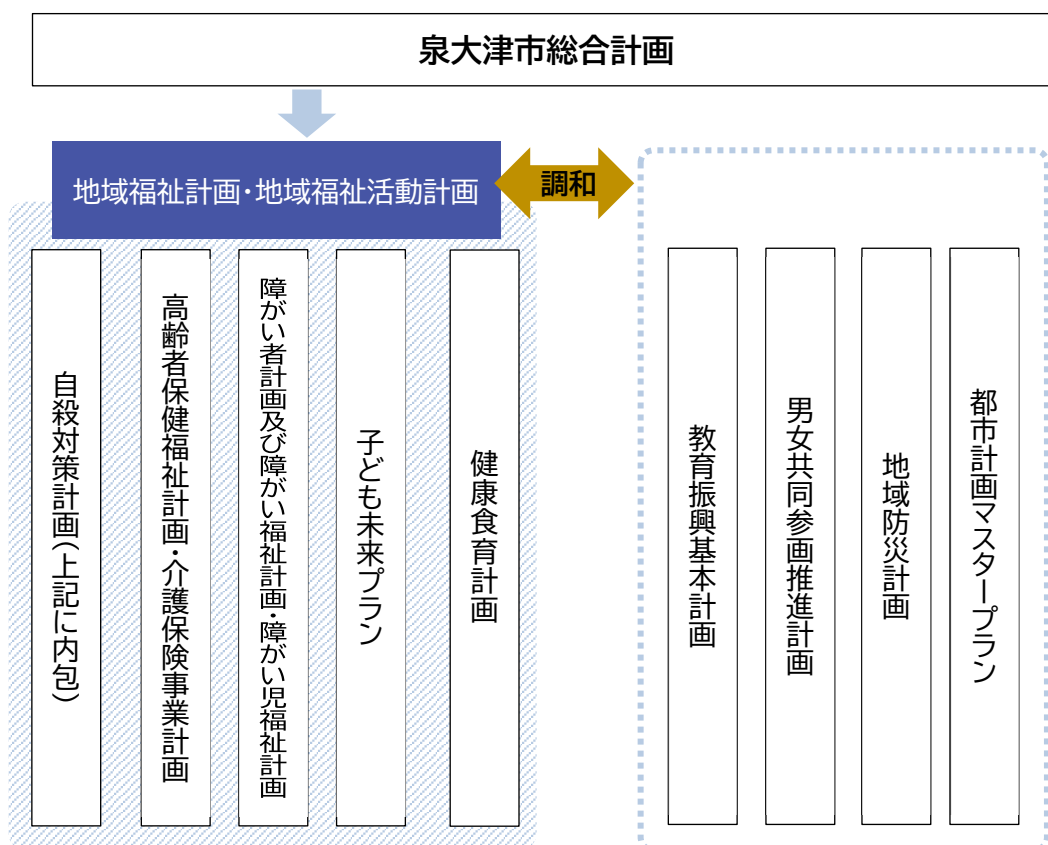 泉大津市総合計画
地域福祉計画・地域福祉活動計画
調和
自殺対策計画(上記に内包)
高齢者保健福祉計画・介護保険事業計画
障がい者計画及び障がい福祉計画・障がい児福祉計画
子ども未来プラン
健康食育計画
教育振興基本計画
男女共同参画推進計画
地域防災計画
都市計画マスタープラン